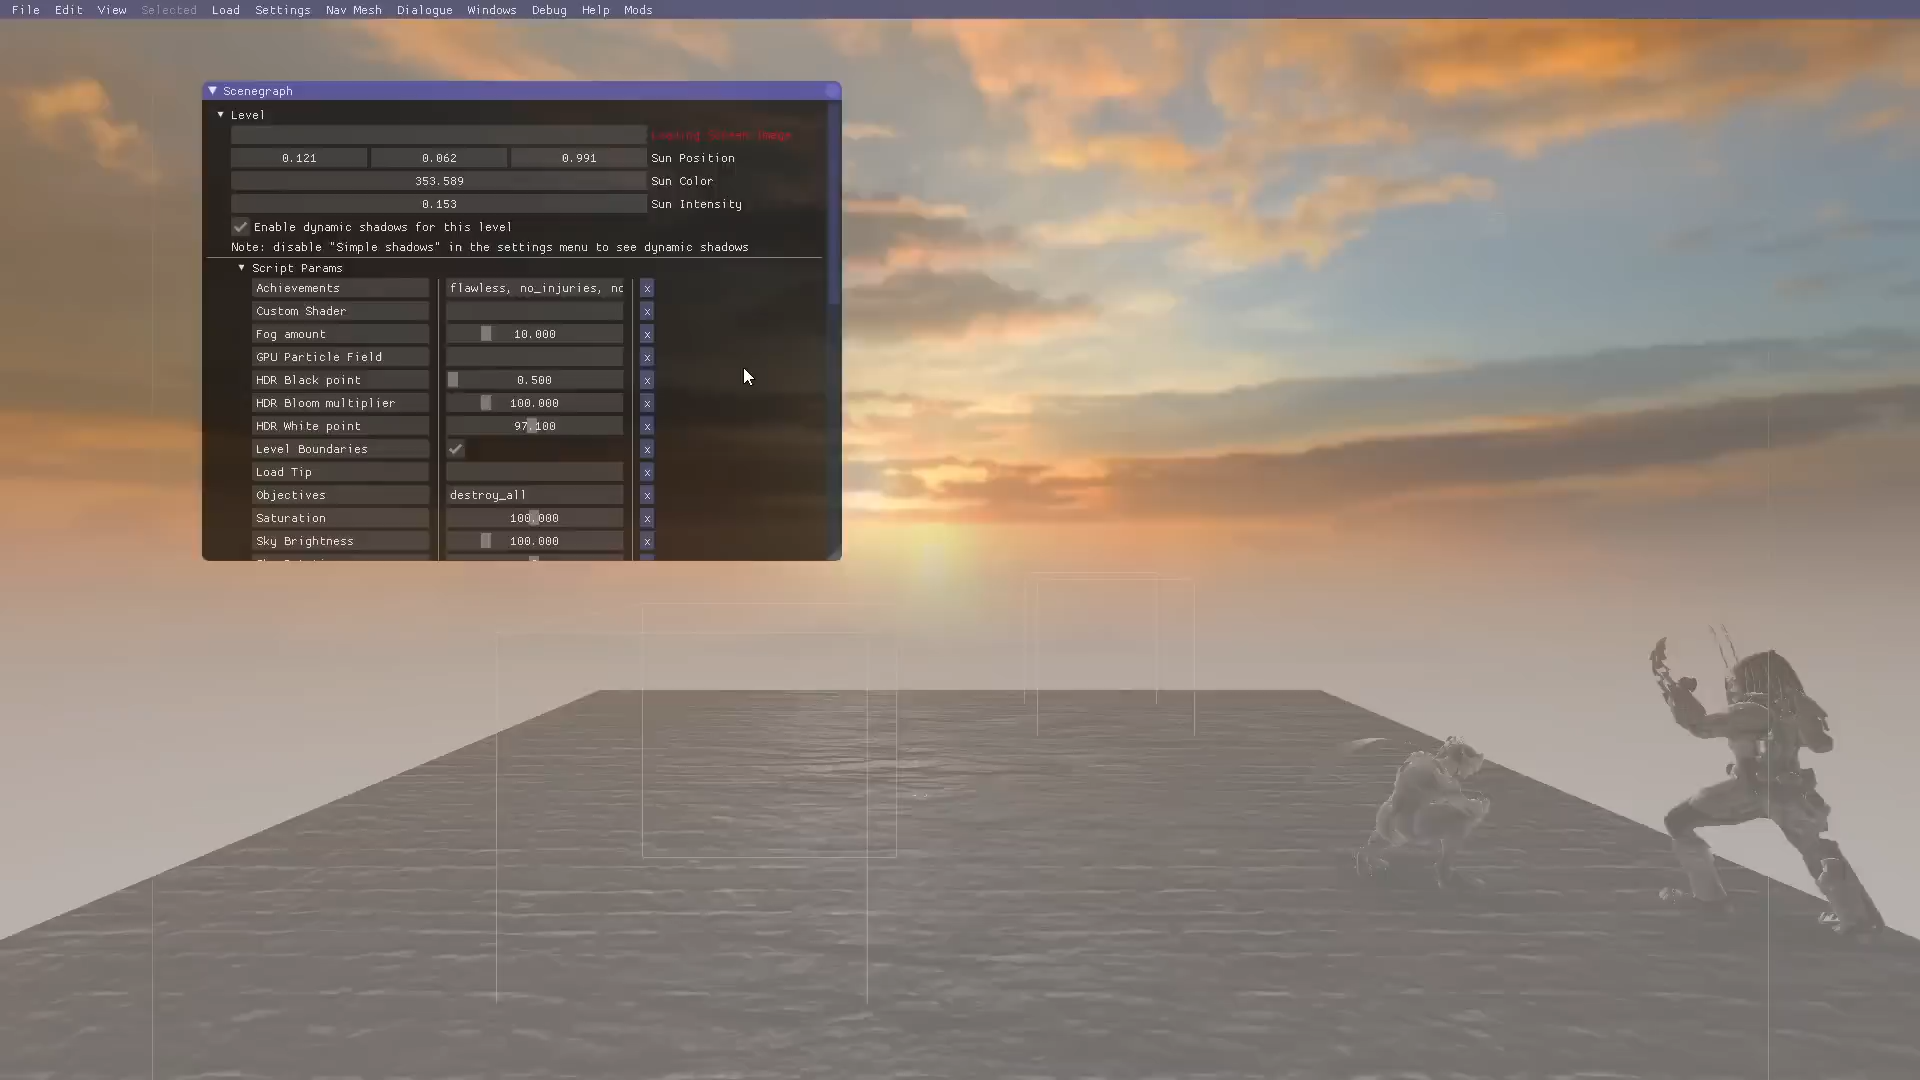 File Edit View Selected Load Settings Nav Mesh Dialogue Windows Debug Help Mods
Scenegraph
Level
Loading Screen Image
0.121 0.062 0.991 Sun Position
353.589 Sun Color
0.153 Sun Intensity
Enable dynamic shadows for this level
Note: disable "Simple shadows" in the settings menu to see dynamic shadows
Script Params
Achievements flawless, no_injuries, nc x
Custom Shader x
Fog amount 10.000 x
GPU Particle Field x
HDR Black point 0.500 x
HDR Bloom multiplier 100.000 x
HDR White point 97.100 x
Level Boundaries x
Load Tip x
Objectives destroy_all x
Saturation 100.000 x
Sky Brightness 100.000 x